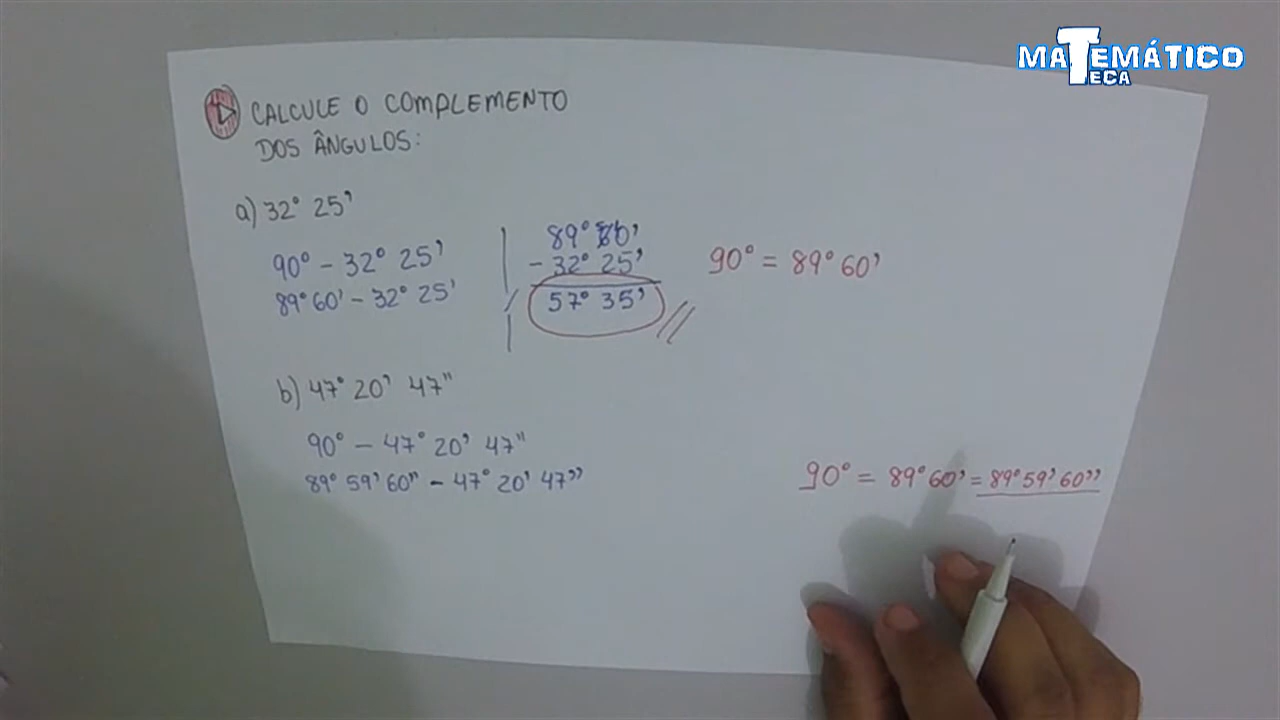 MATEMÁTICO
TECA
CALCULE O COMPLEMENTO
DOS ÂNGULOS:
a) 32° 25'
90° - 32° 25'
89° 60' - 32° 25'
89° 60'
- 32° 25'
57° 35'
90° = 89° 60'
b) 47° 20' 47"
90° - 47° 20' 47"
89° 59' 60" - 47° 20' 47"
90° = 89° 60' = 89° 59' 60"